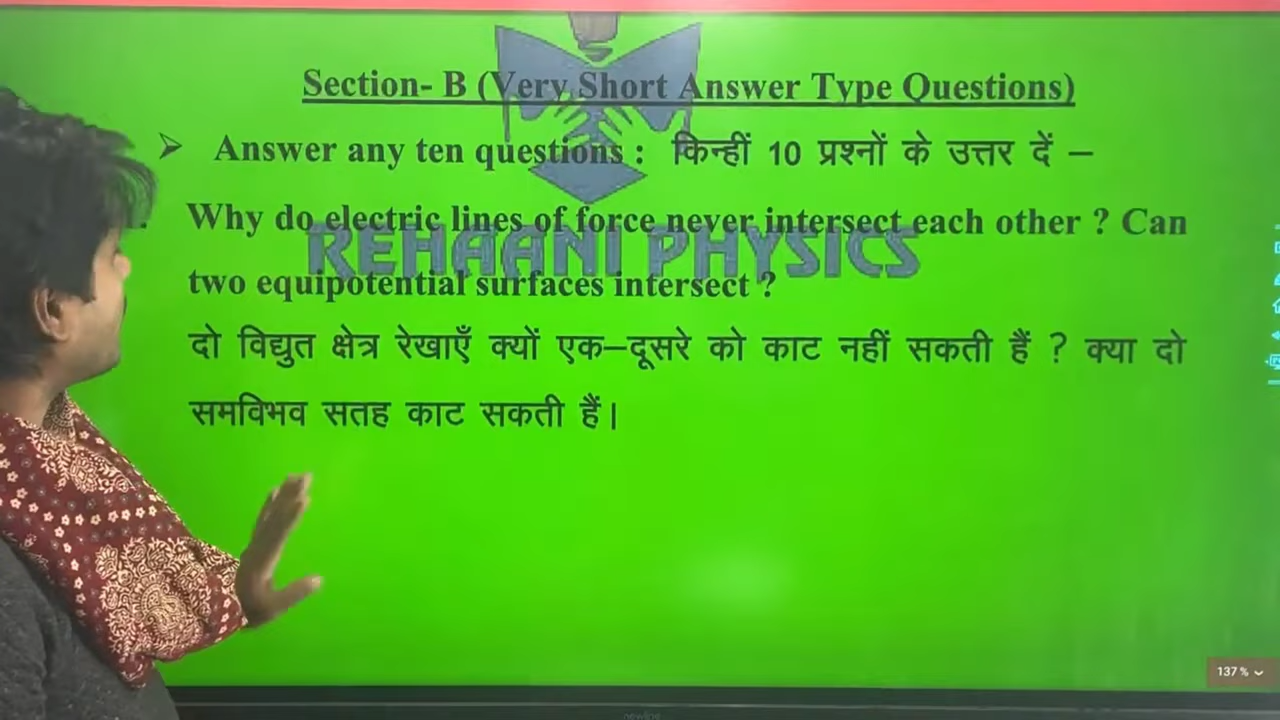 Section- B (Very Short Answer Type Questions)
➢ Answer any ten questions : किन्हीं 10 प्रश्नों के उत्तर दें –
Why do electric lines of force never intersect each other ? Can
REHAANI PHYSICS
two equipotential surfaces intersect ?
दो विद्युत क्षेत्र रेखाएँ क्यों एक–दूसरे को काट नहीं सकती हैं ? क्या दो
समविभव सतह काट सकती हैं।
137 %
newline